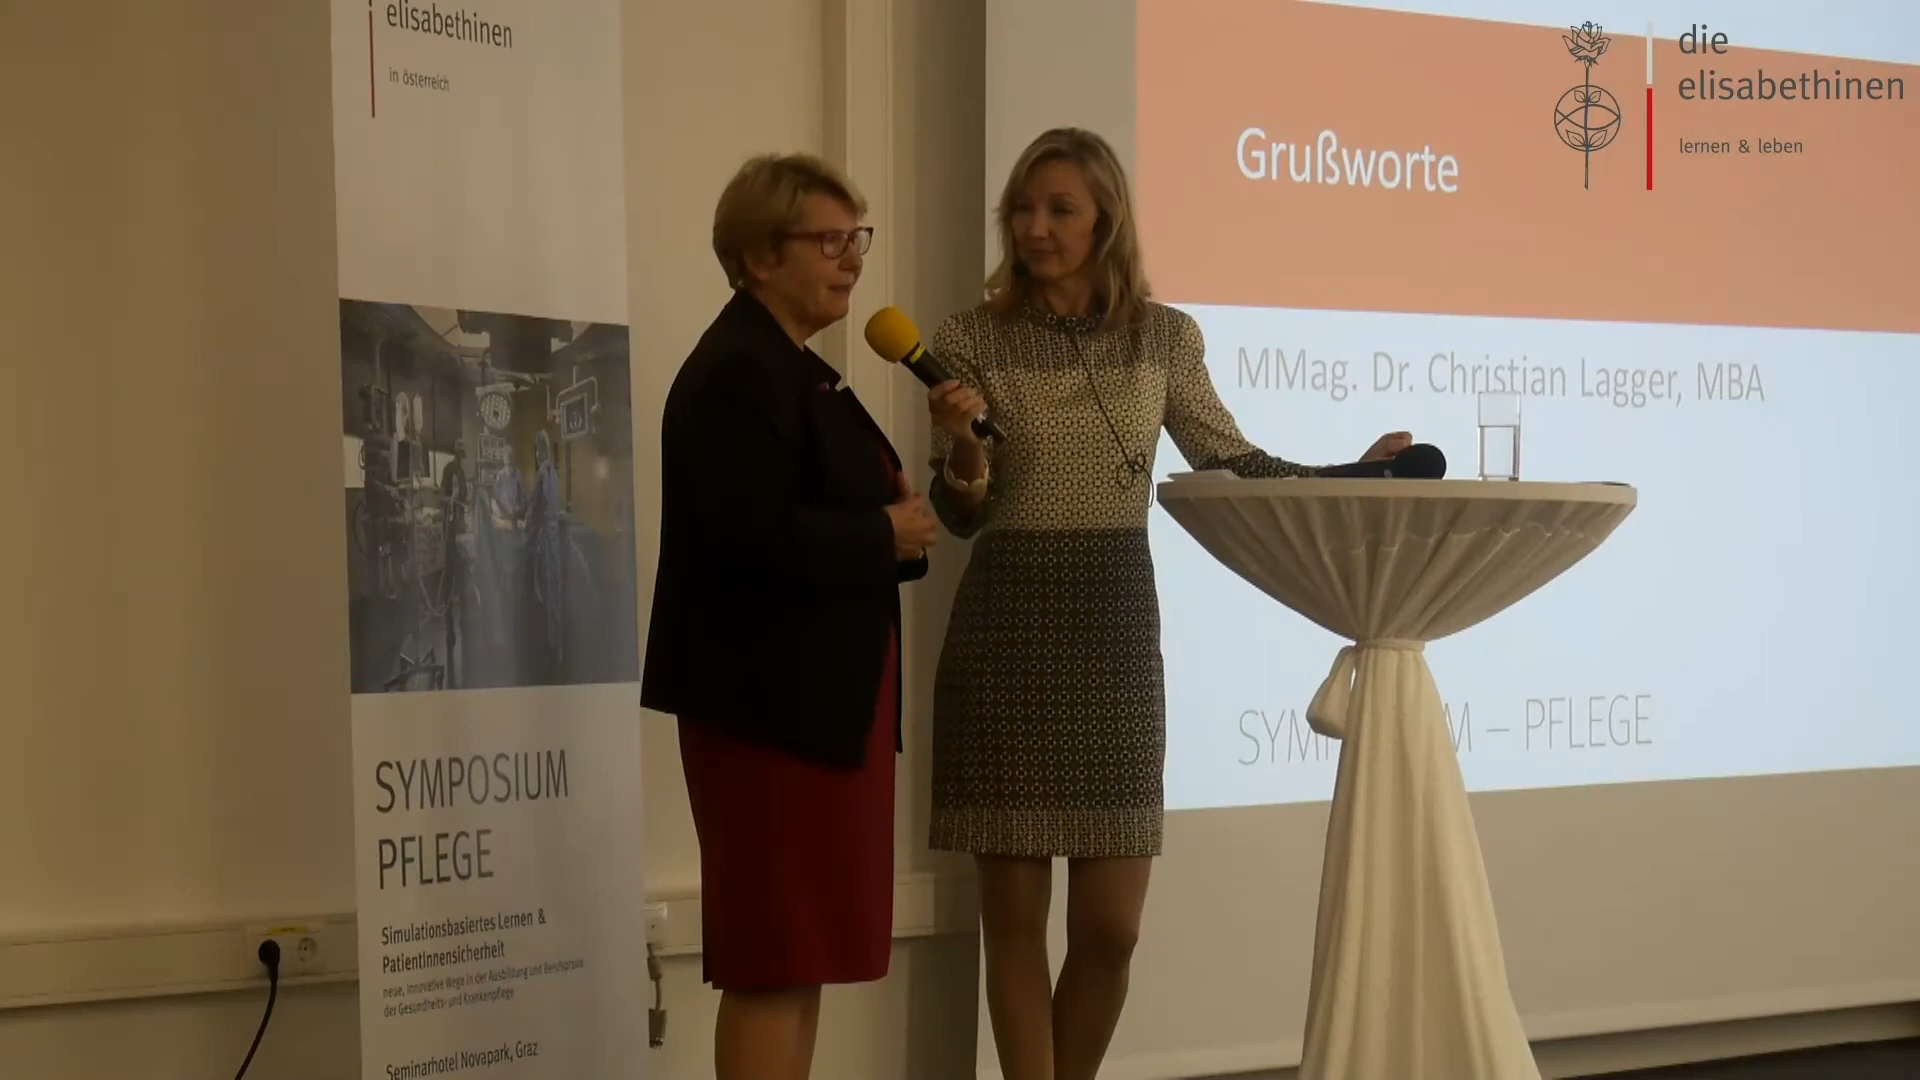 elisabethinen
in österreich
SYMPOSIUM
PFLEGE
Simulationsbasiertes Lernen &
PatientInnensicherheit
neue, innovative Wege in der Ausbildung und Berufspraxis
der Gesundheits- und Krankenpflege
Seminarhotel Novapark, Graz
Grußworte
MMag. Dr. Christian Lagger, MBA
SYM M – PFLEGE
die
elisabethinen
lernen & leben